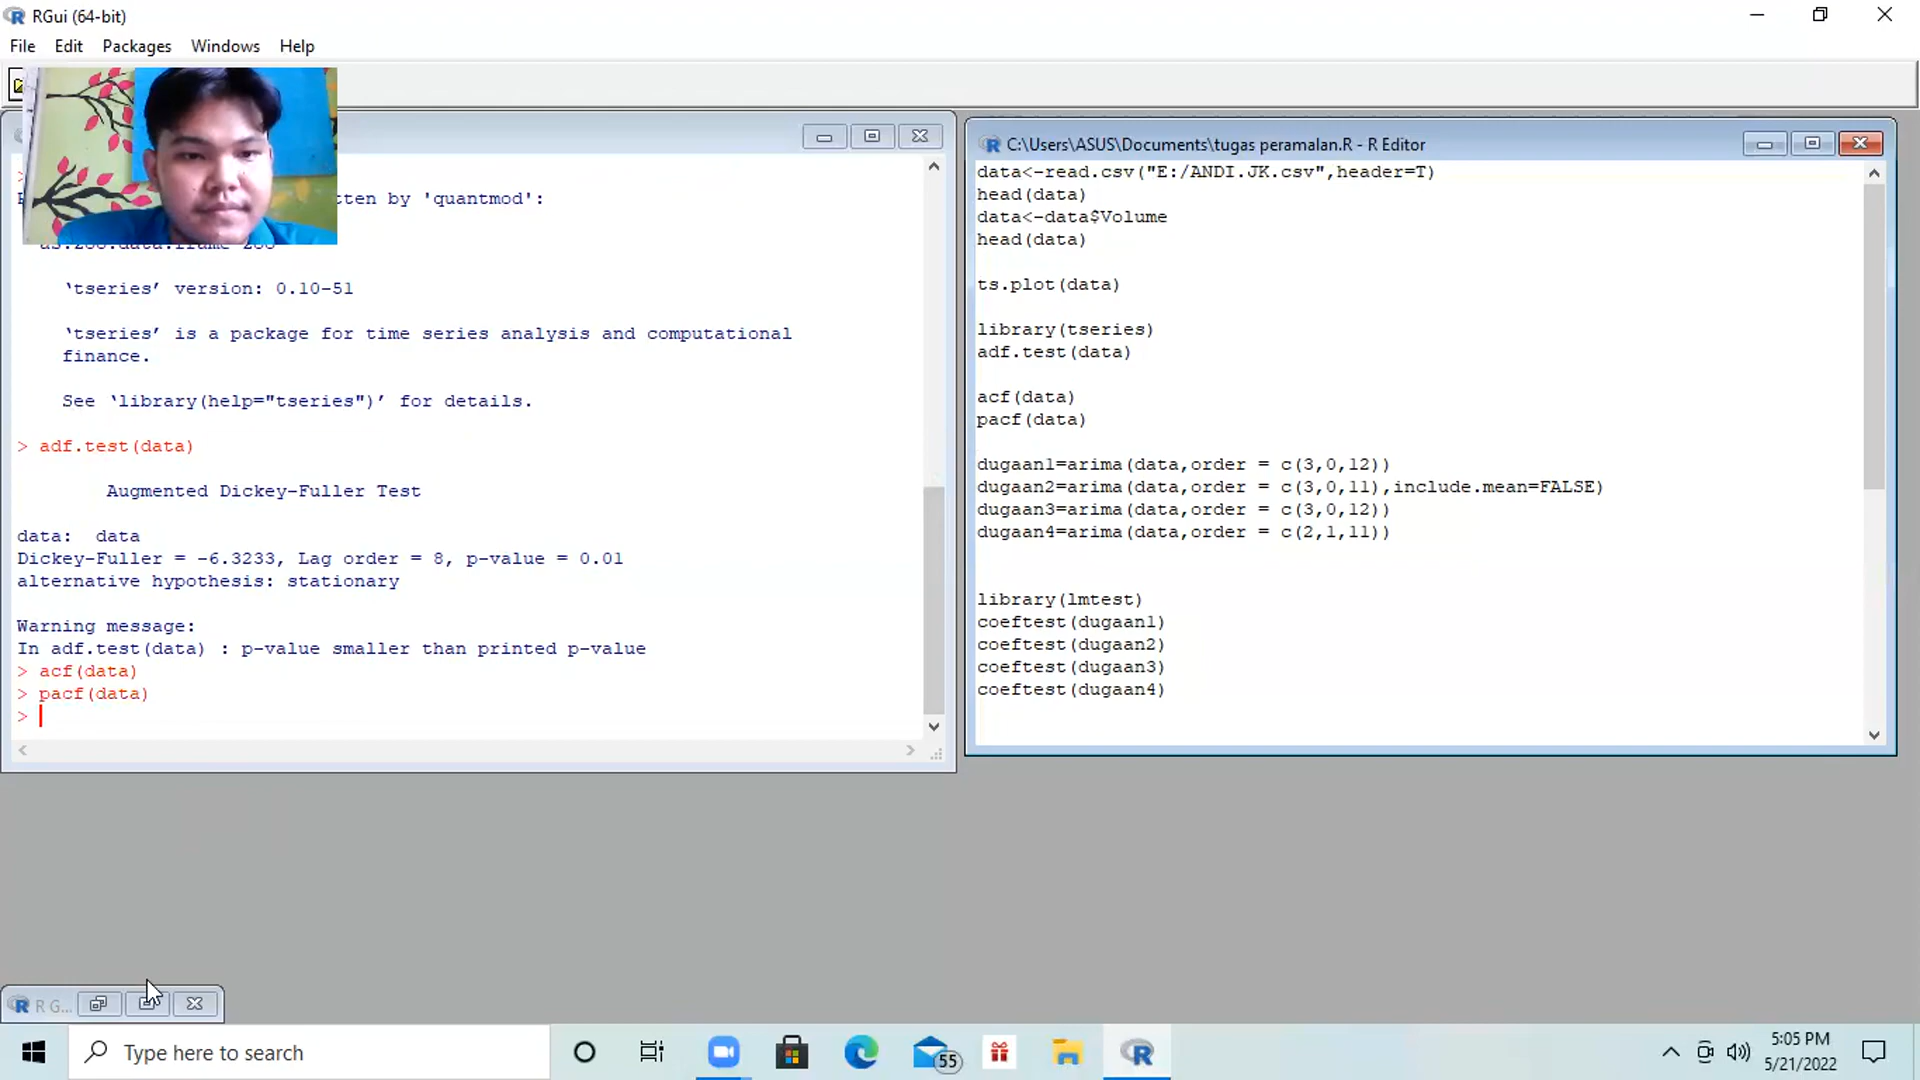 RGui (64-bit)
File Edit Packages Windows Help
tten by 'quantmod':
‘tseries’ version: 0.10-51
‘tseries’ is a package for time series analysis and computational
finance.
See ‘library(help="tseries")’ for details.
> adf.test(data)
Augmented Dickey-Fuller Test
data:  data
Dickey-Fuller = -6.3233, Lag order = 8, p-value = 0.01
alternative hypothesis: stationary
Warning message:
In adf.test(data) : p-value smaller than printed p-value
> acf(data)
> pacf(data)
>
C:\Users\ASUS\Documents\tugas peramalan.R - R Editor
data<-read.csv("E:/ANDI.JK.csv",header=T)
head(data)
data<-data$Volume
head(data)
ts.plot(data)
library(tseries)
adf.test(data)
acf(data)
pacf(data)
dugaan1=arima(data,order = c(3,0,12))
dugaan2=arima(data,order = c(3,0,11),include.mean=FALSE)
dugaan3=arima(data,order = c(3,0,12))
dugaan4=arima(data,order = c(2,1,11))
library(lmtest)
coeftest(dugaan1)
coeftest(dugaan2)
coeftest(dugaan3)
coeftest(dugaan4)
R G...
Type here to search
55
5:05 PM
5/21/2022